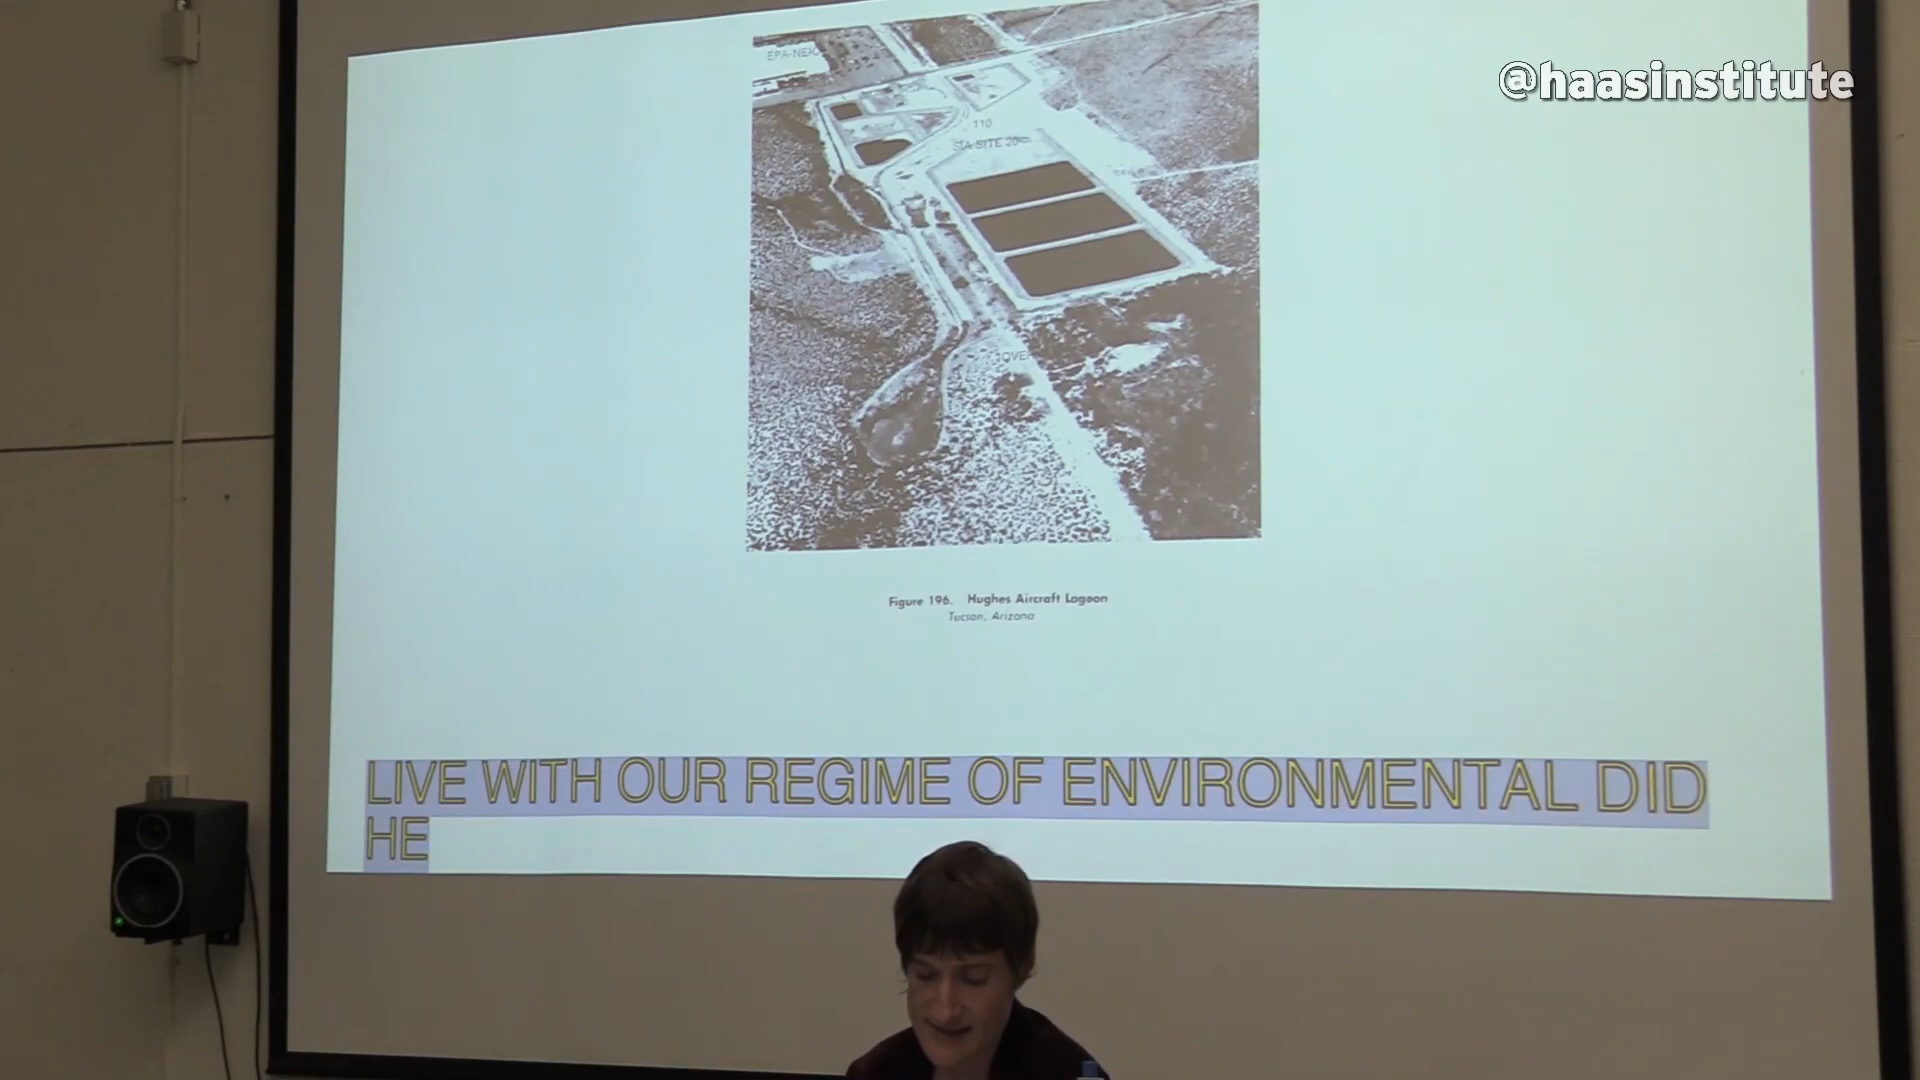 @haasinstitute
EPA-NEIC
110
SIA SITE 20
Figure 196. Hughes Aircraft Lagoon
Tucson, Arizona
LIVE WITH OUR REGIME OF ENVIRONMENTAL DID
HE